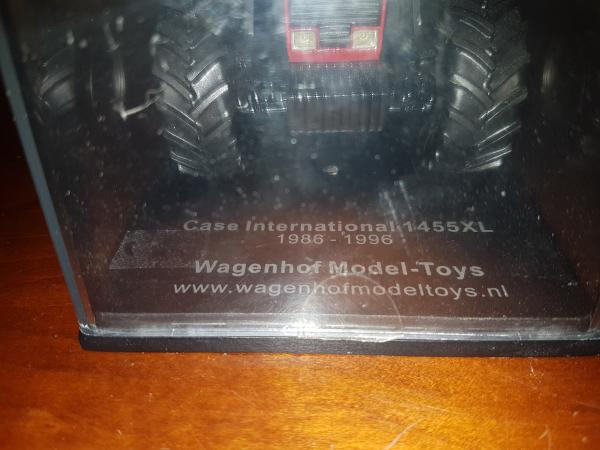 Case International 1455XL
1986 - 1996
Wagenhof Model-Toys
www.wagenhofmodeltoys.nl